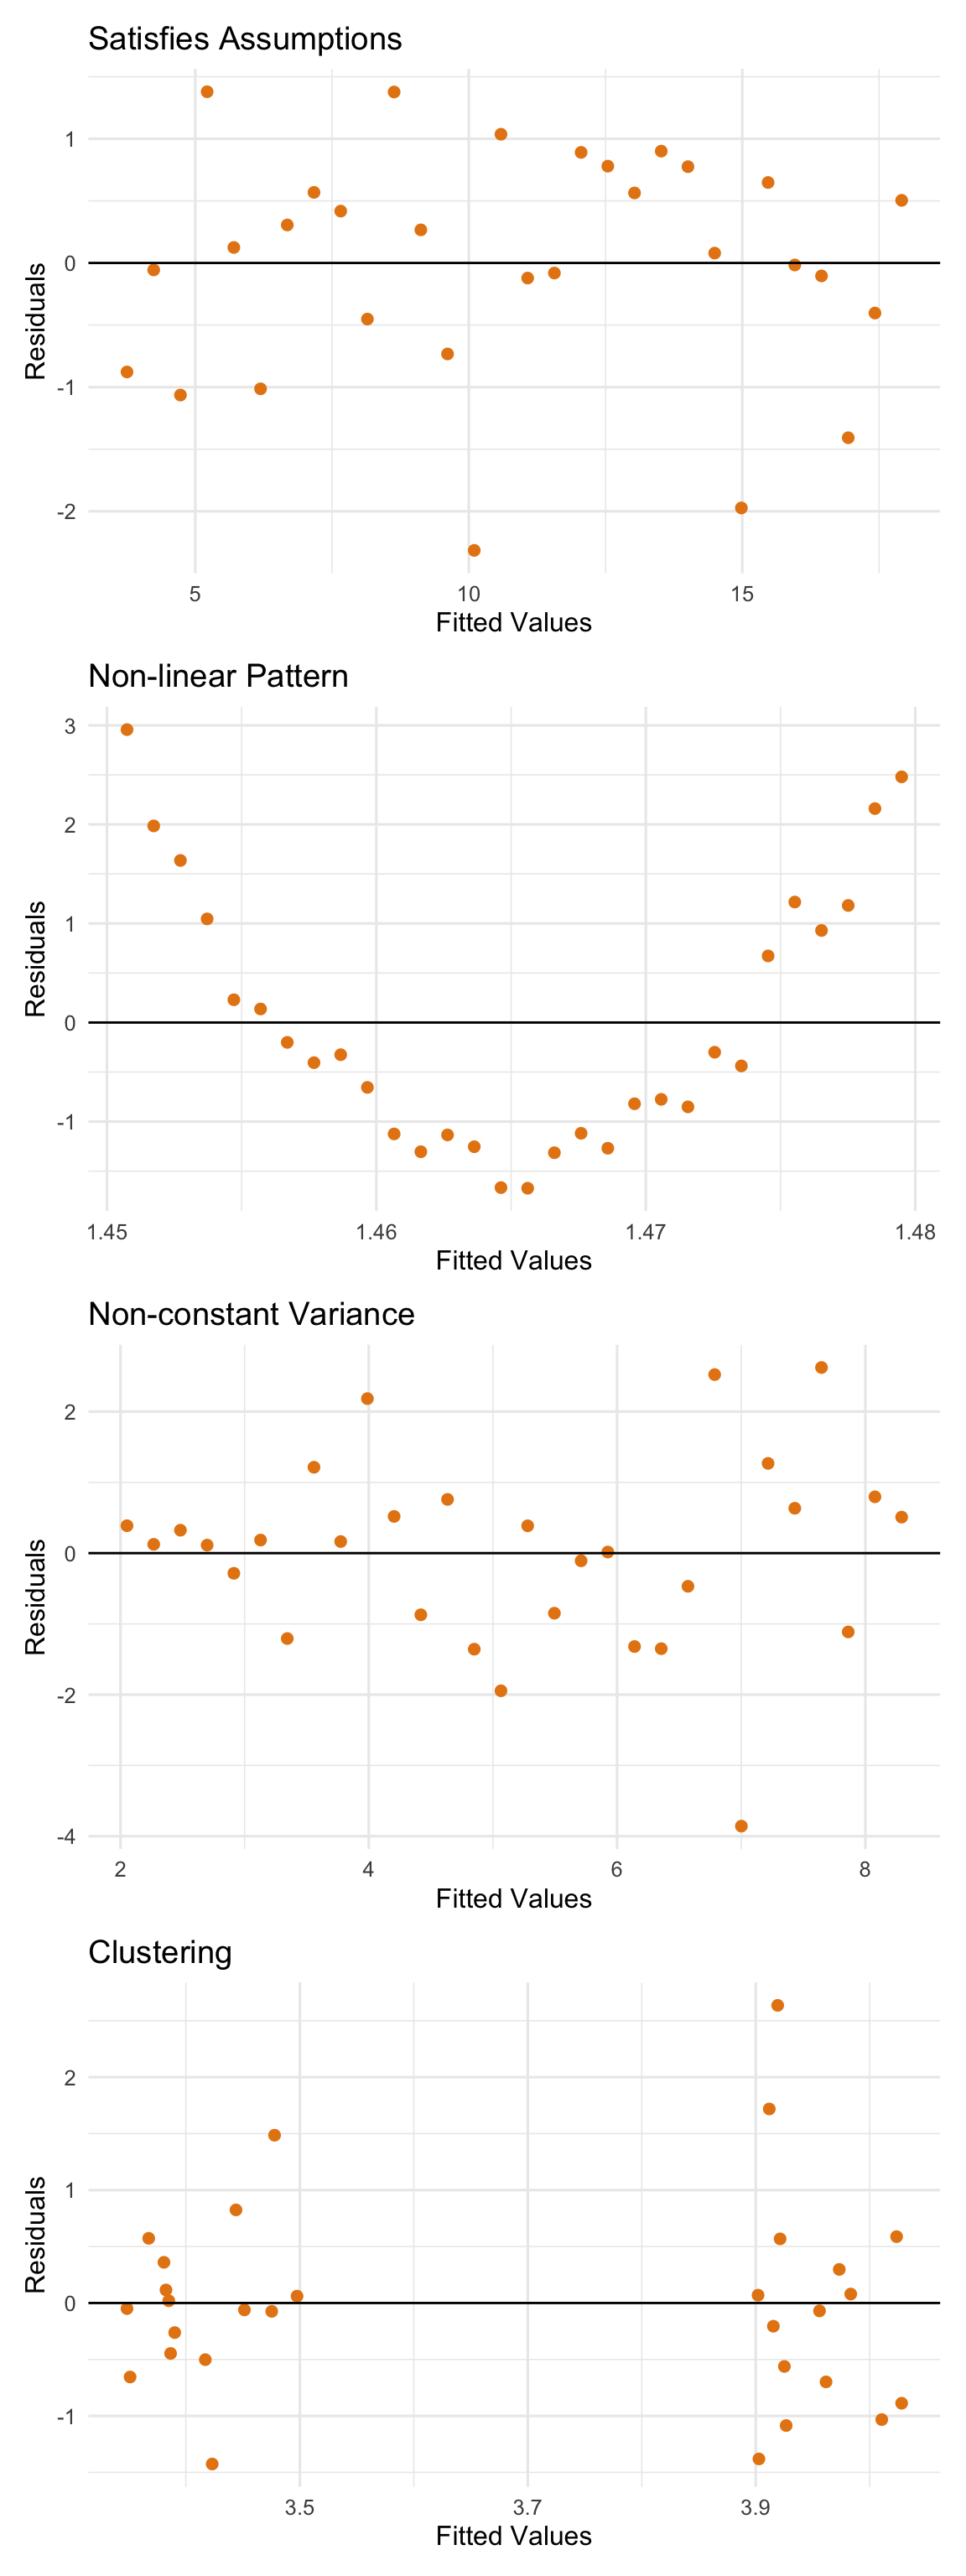 Satisfies Assumptions
1
0
-1
-2
Residuals
5 10 15
Fitted Values
Non-linear Pattern
3
2
1
0
-1
Residuals
1.45 1.46 1.47 1.48
Fitted Values
Non-constant Variance
2
0
-2
-4
Residuals
2 4 6 8
Fitted Values
Clustering
2
1
0
-1
Residuals
3.5 3.7 3.9
Fitted Values